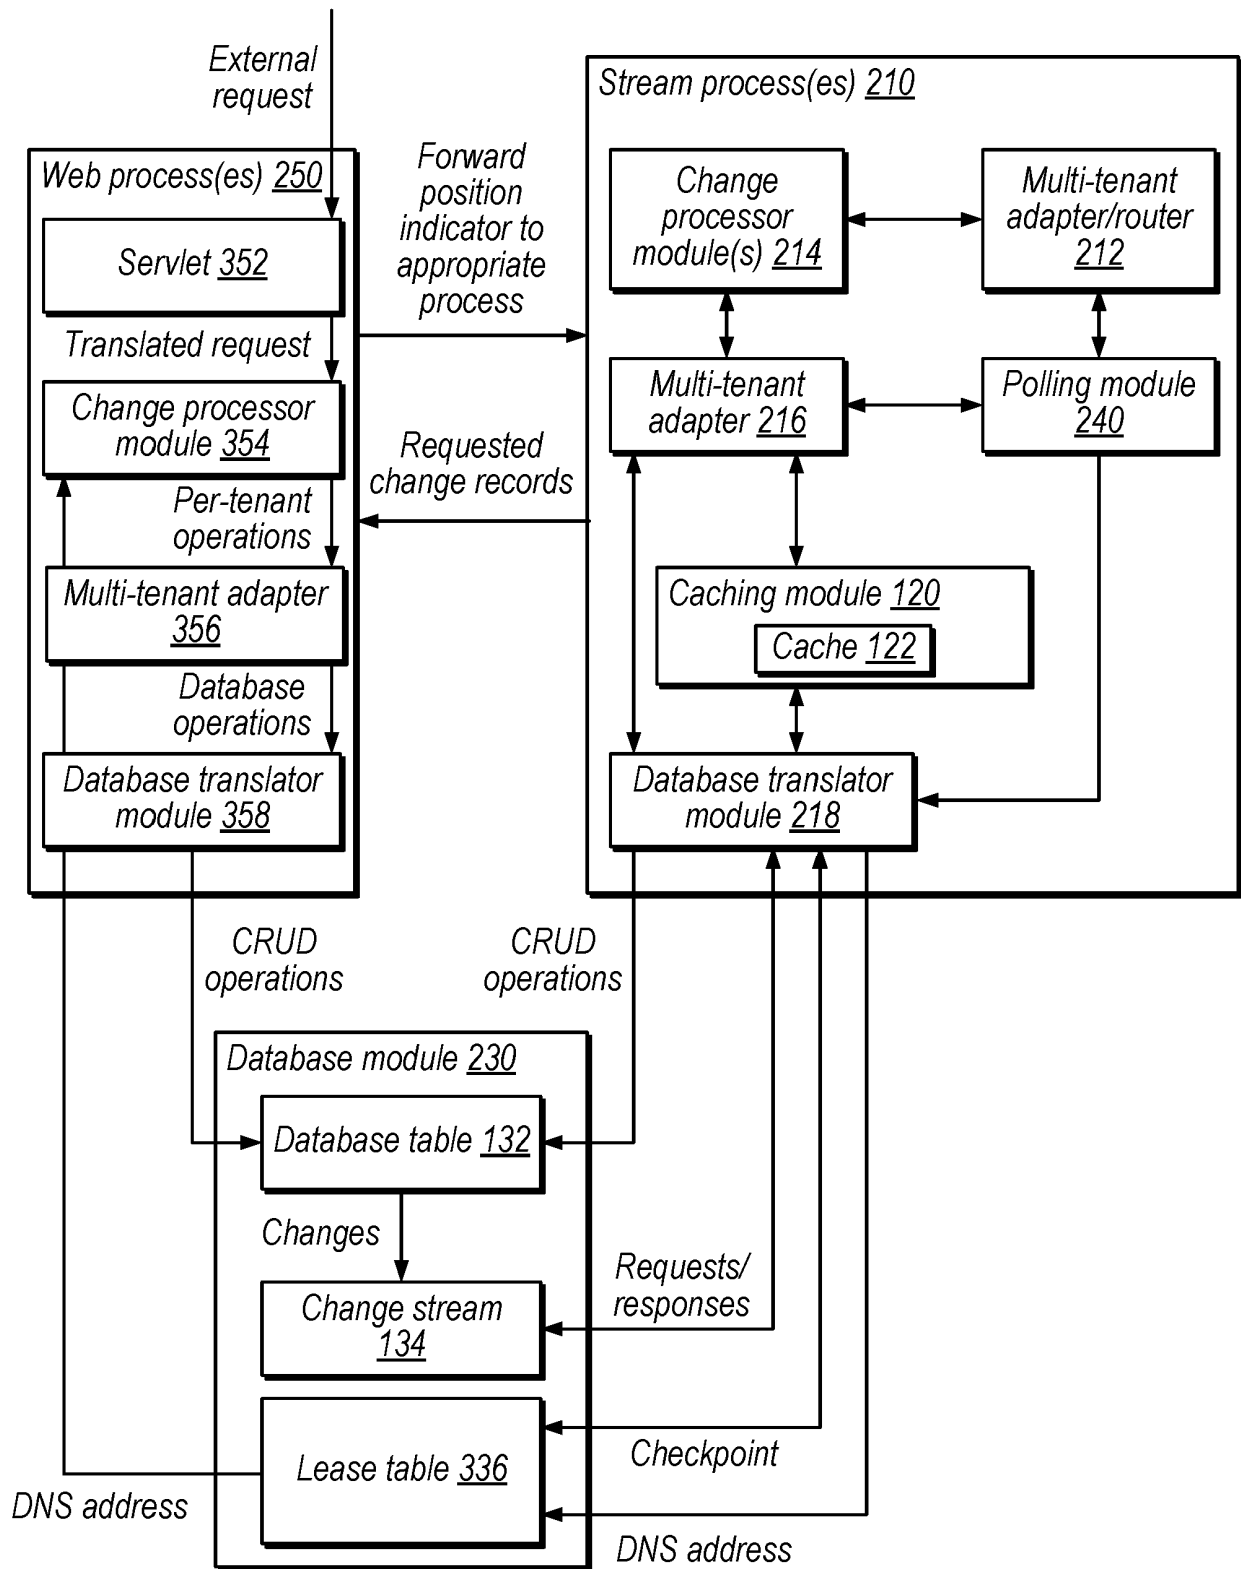 External
request
Web process(es) 250
Servlet 352
Translated request
Change processor
module 354
Per-tenant
operations
Multi-tenant adapter
356
Database
operations
Database translator
module 358
Forward
position
indicator to
appropriate
process
Requested
change records
Stream process(es) 210
Change
processor
module(s) 214
Multi-tenant
adapter/router
212
Multi-tenant
adapter 216
Polling module
240
Caching module 120
Cache 122
Database translator
module 218
CRUD
operations
CRUD
operations
Database module 230
Database table 132
Changes
Change stream
134
Requests/
responses
Lease table 336
Checkpoint
DNS address
DNS address